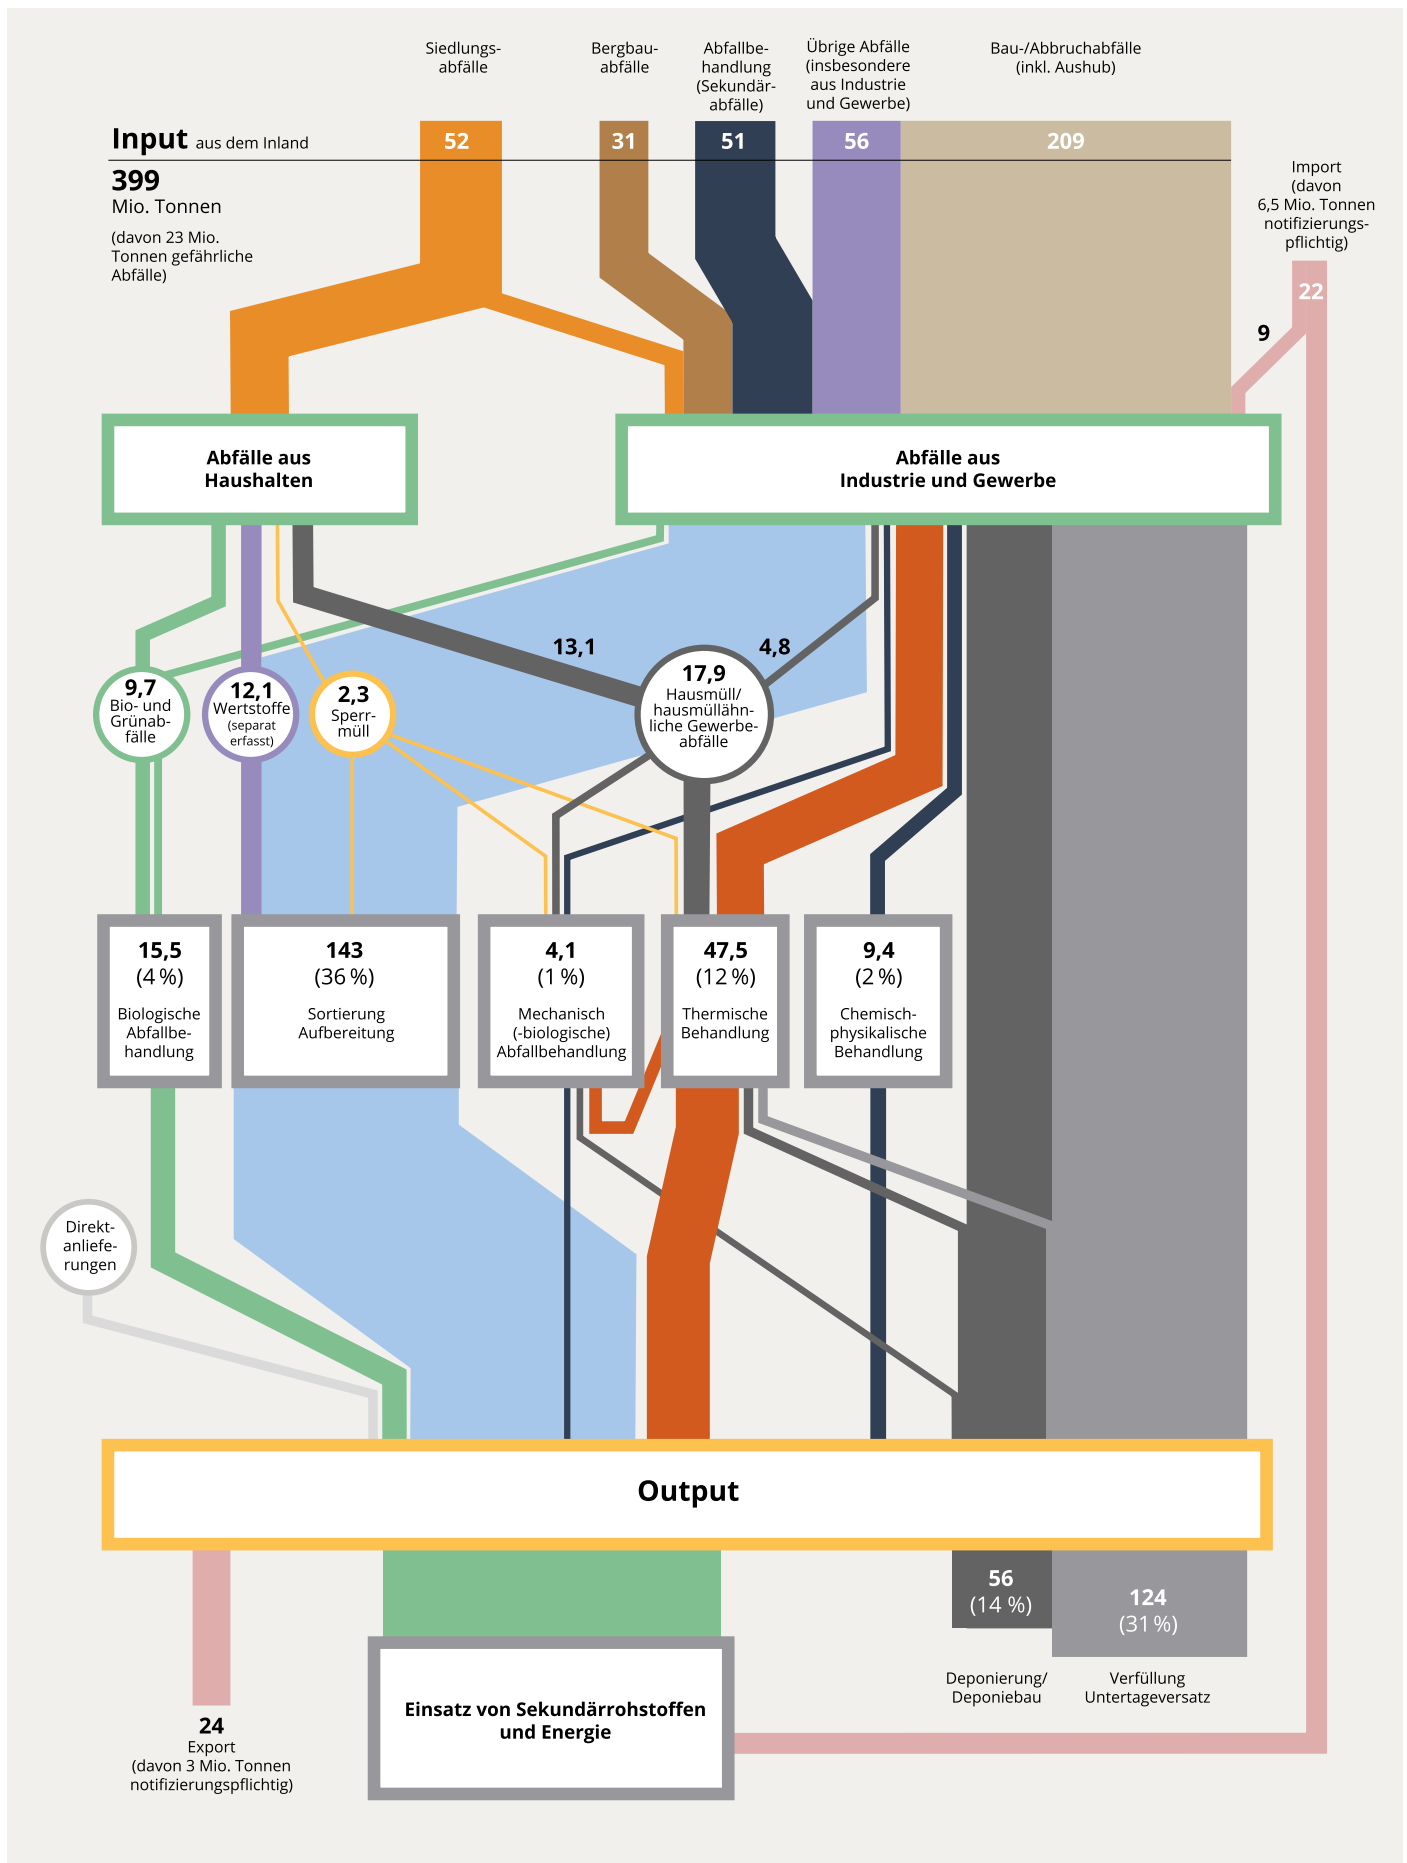 Siedlungs-
abfälle
Bergbau-
abfälle
Abfallbe-
handlung
(Sekundär-
abfälle)
Übrige Abfälle
(insbesondere
aus Industrie
und Gewerbe)
Bau-/Abbruchabfälle
(inkl. Aushub)
Input aus dem Inland
52
31
51
56
209
399
Mio. Tonnen
(davon 23 Mio.
Tonnen gefährliche
Abfälle)
Import
(davon
6,5 Mio. Tonnen
notifizierungs-
pflichtig)
22
9
Abfälle aus
Haushalten
Abfälle aus
Industrie und Gewerbe
13,1
4,8
9,7
Bio- und
Grünab-
fälle
12,1
Wertstoffe
(separat
erfasst)
2,3
Sperr-
müll
17,9
Hausmüll/
hausmüllähn-
liche Gewerbe-
abfälle
15,5
(4 %)
Biologische
Abfallbe-
handlung
143
(36 %)
Sortierung
Aufbereitung
4,1
(1 %)
Mechanisch
(-biologische)
Abfallbehandlung
47,5
(12 %)
Thermische
Behandlung
9,4
(2 %)
Chemisch-
physikalische
Behandlung
Direkt-
anliefe-
rungen
Output
56
(14 %)
124
(31 %)
Deponierung/
Deponiebau
Verfüllung
Untertageversatz
Einsatz von Sekundärrohstoffen
und Energie
24
Export
(davon 3 Mio. Tonnen
notifizierungspflichtig)